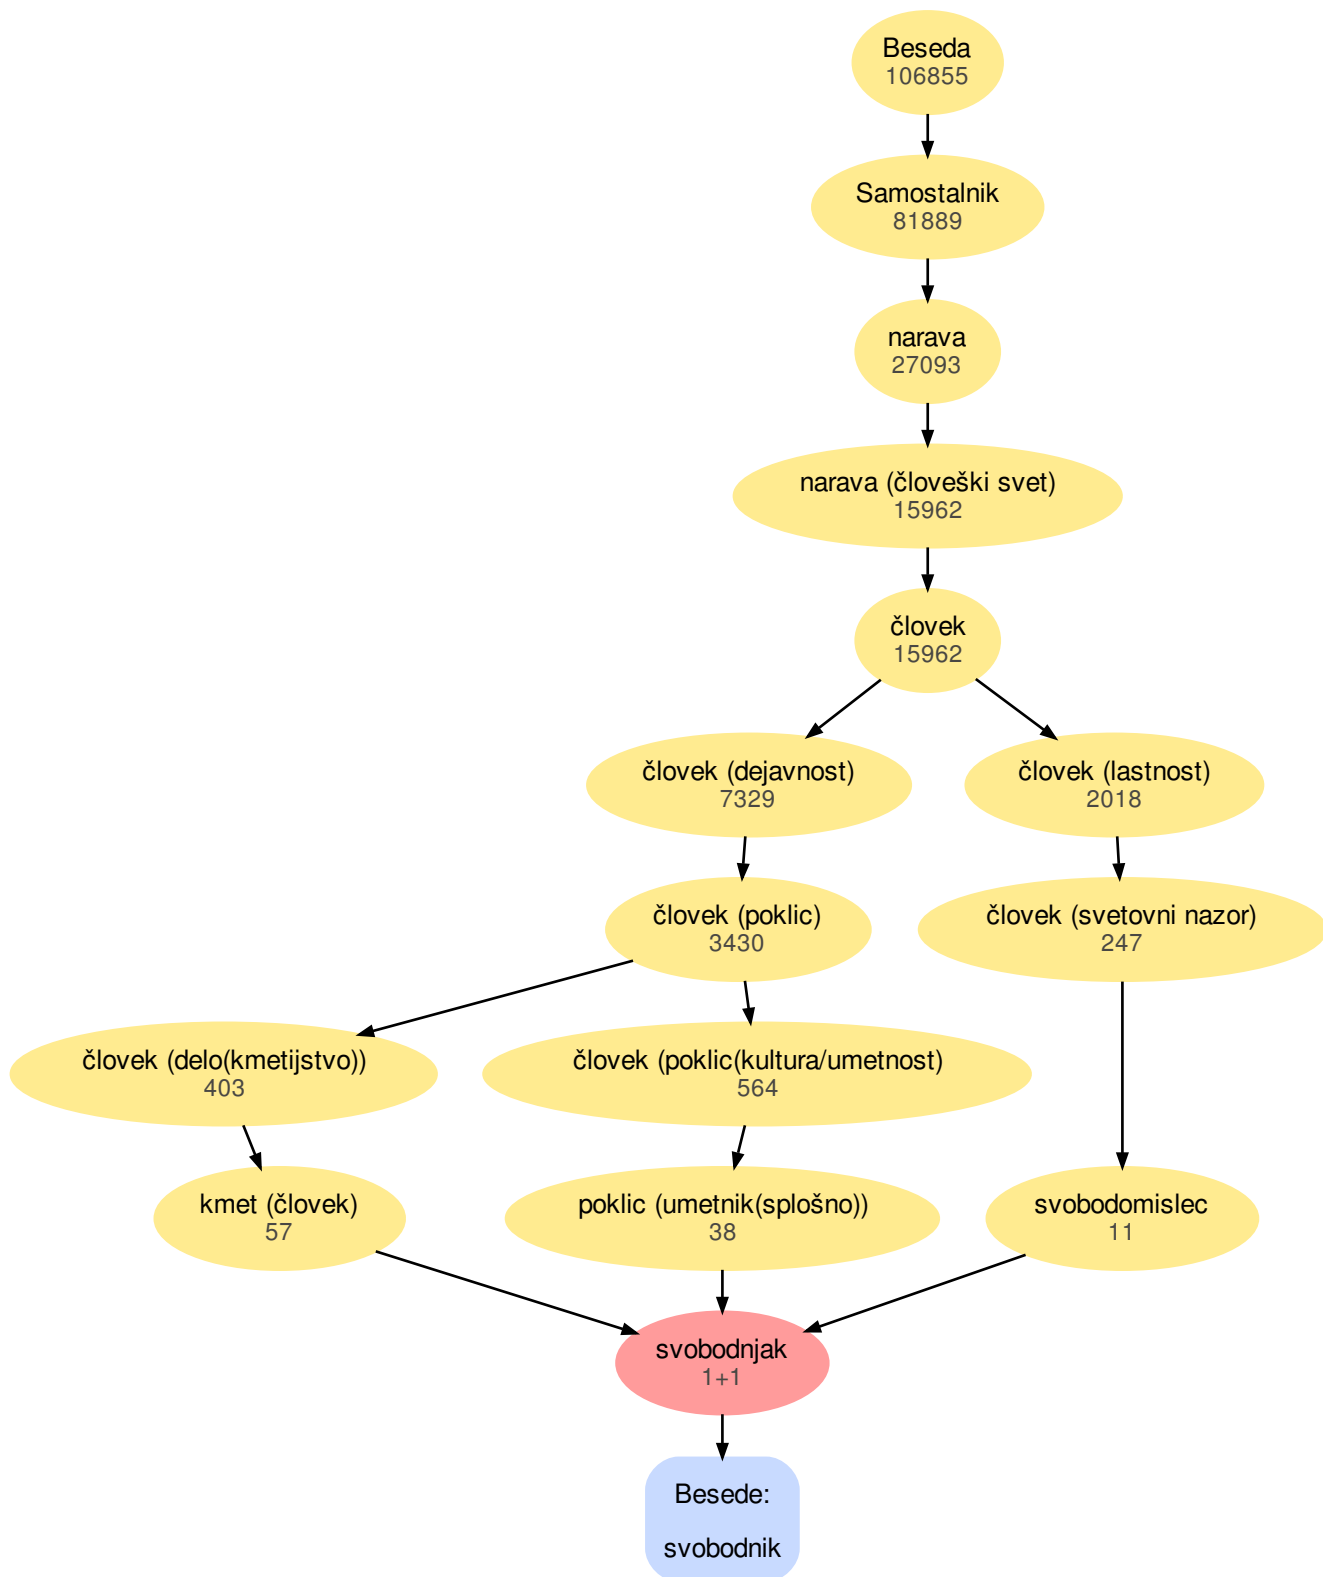 Beseda
106855
Samostalnik
81889
narava
27093
narava (človeški svet)
15962
človek
15962
človek (dejavnost)
7329
človek (lastnost)
2018
človek (poklic)
3430
človek (svetovni nazor)
247
človek (delo(kmetijstvo))
403
človek (poklic(kultura/umetnost)
564
kmet (človek)
57
poklic (umetnik(splošno))
38
svobodomislec
11
svobodnjak
1+1
Besede:
svobodnik